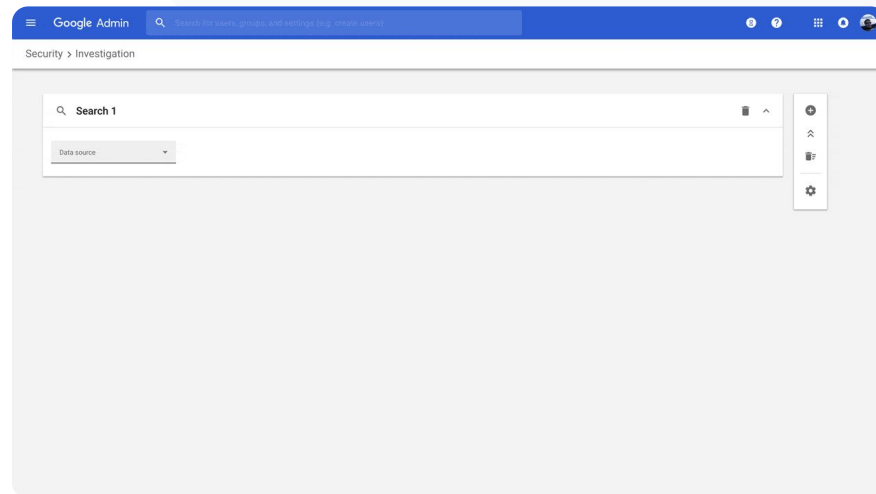 Google Admin
Search for users, groups, and settings (e.g. create users)
Security > Investigation
Search 1
Data source